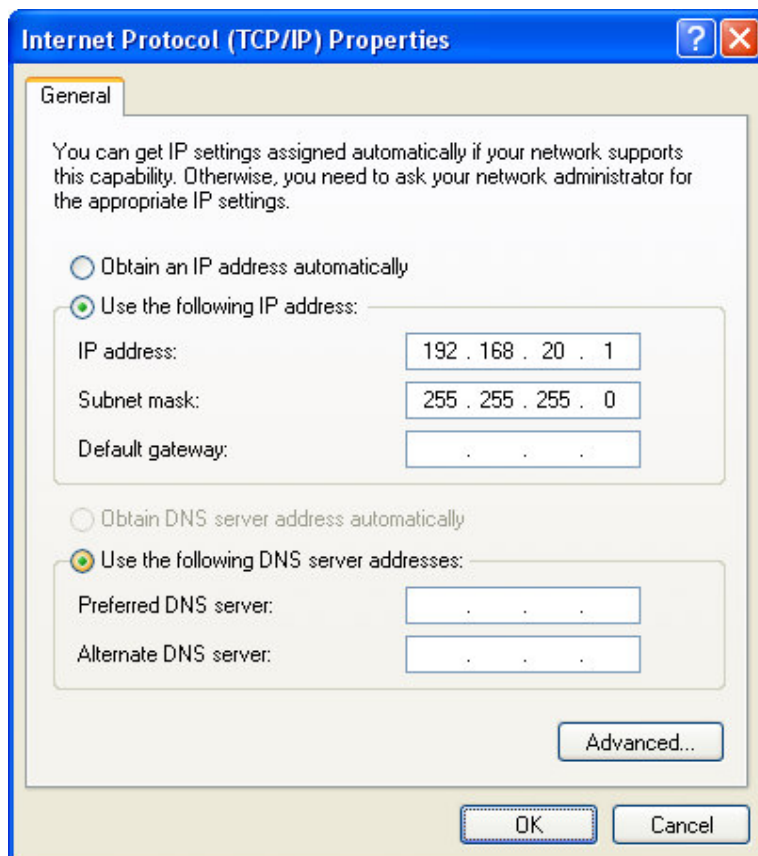 Internet Protocol (TCP/IP) Properties
?
General
You can get IP settings assigned automatically if your network supports
this capability. Otherwise, you need to ask your network administrator for
the appropriate IP settings.
Obtain an IP address automatically
Use the following IP address:
IP address: 192 . 168 . 20 . 1
Subnet mask: 255 . 255 . 255 . 0
Default gateway: . . .
Obtain DNS server address automatically
Use the following DNS server addresses:
Preferred DNS server: . . .
Alternate DNS server: . . .
Advanced...
OK Cancel